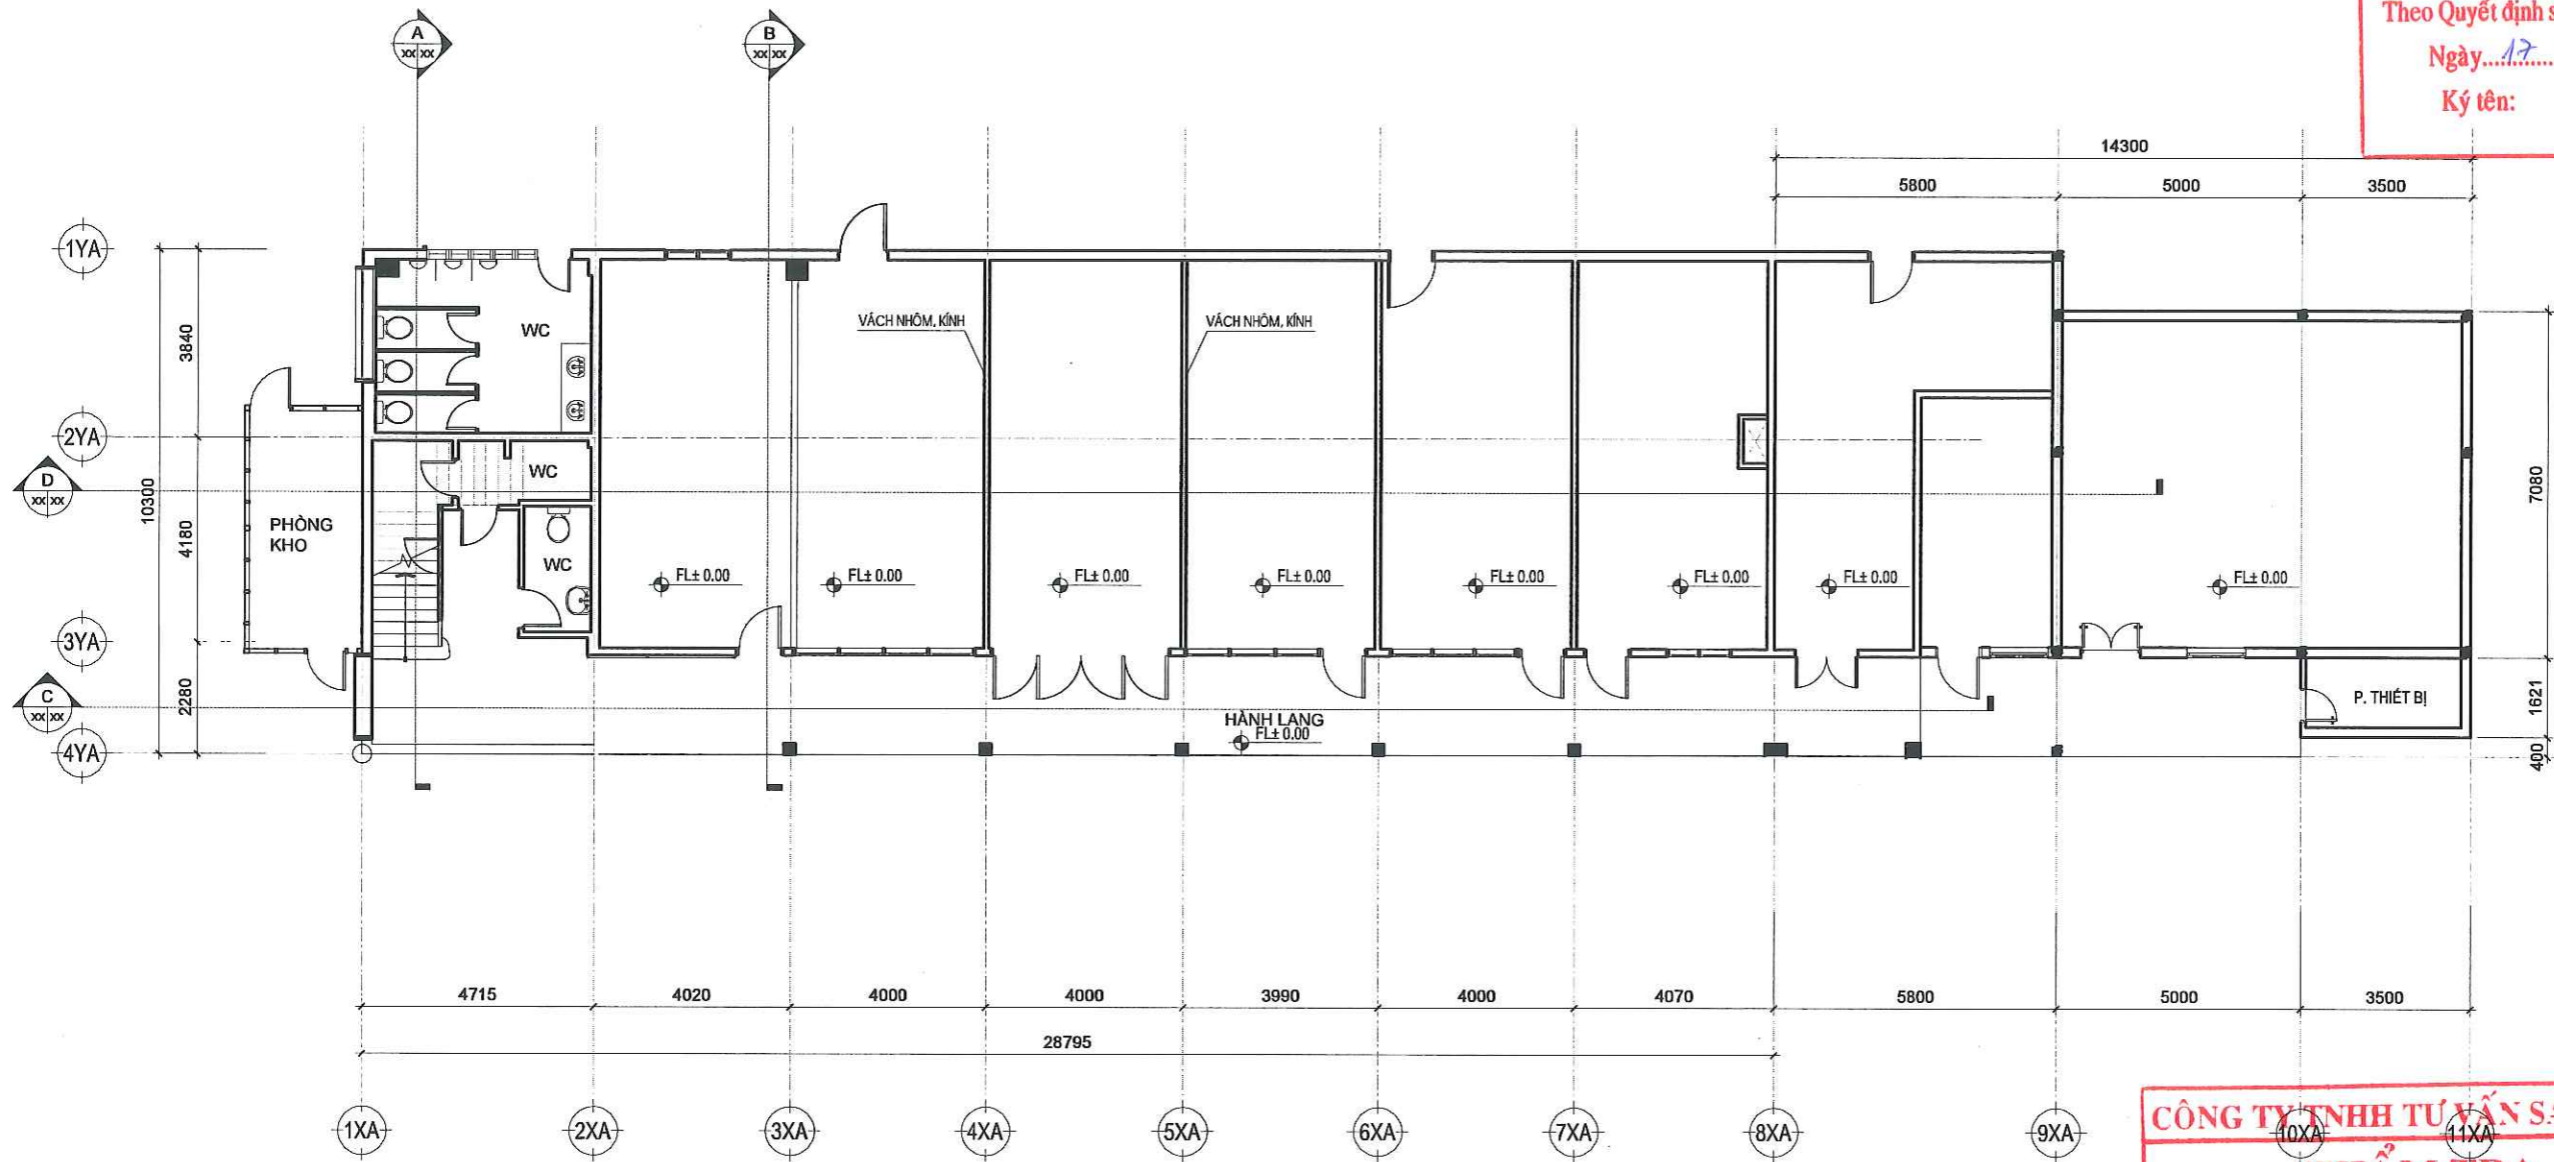 Theo Quyết định s
Ngày...17....
Ký tên:
A
XX XX
B
XX XX
14300
5800
5000
3500
1YA
2YA
3YA
4YA
D
XX XX
C
XX XX
10300
3840
4180
2280
WC
WC
WC
PHÒNG
KHO
VÁCH NHÔM, KÍNH
VÁCH NHÔM, KÍNH
FL± 0.00
FL± 0.00
FL± 0.00
FL± 0.00
FL± 0.00
FL± 0.00
FL± 0.00
FL± 0.00
HÀNH LANG
FL± 0.00
P. THIẾT BỊ
7080
1621
400
4715
4020
4000
4000
3990
4000
4070
5800
5000
3500
28795
1XA
2XA
3XA
4XA
5XA
6XA
7XA
8XA
9XA
10XA
11XA
CÔNG TY TNHH TƯ VẤN SA